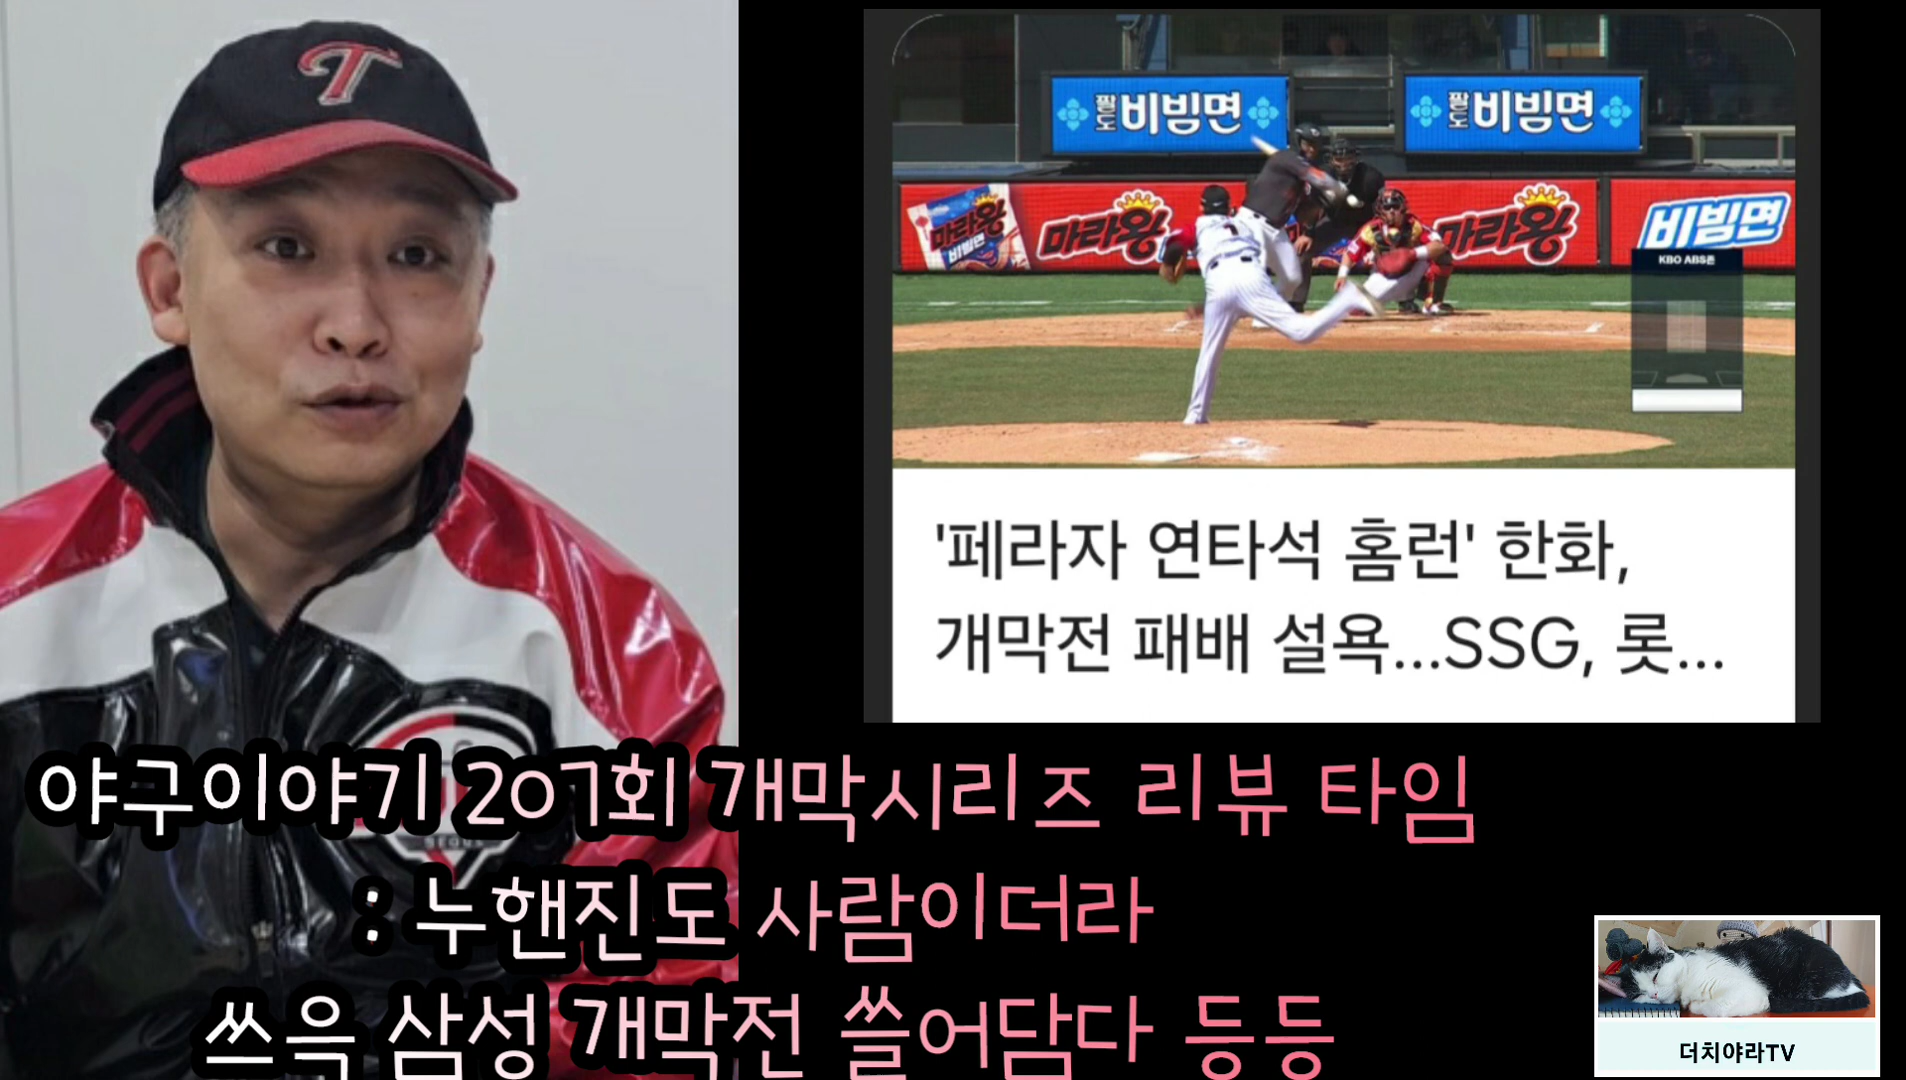 T
팔도 비빔면
팔도 비빔면
마라왕 비빔면
마라왕
마라왕
비빔면
KBO ABS존
1
'페라자 연타석 홈런' 한화,
개막전 패배 설욕...SSG, 롯...
SEOUL
야구이야기 207회 개막시리즈 리뷰 타임
: 누핸진도 사람이더라
쓰윽 삼성 개막전 쓸어담다 등등
더치야라TV